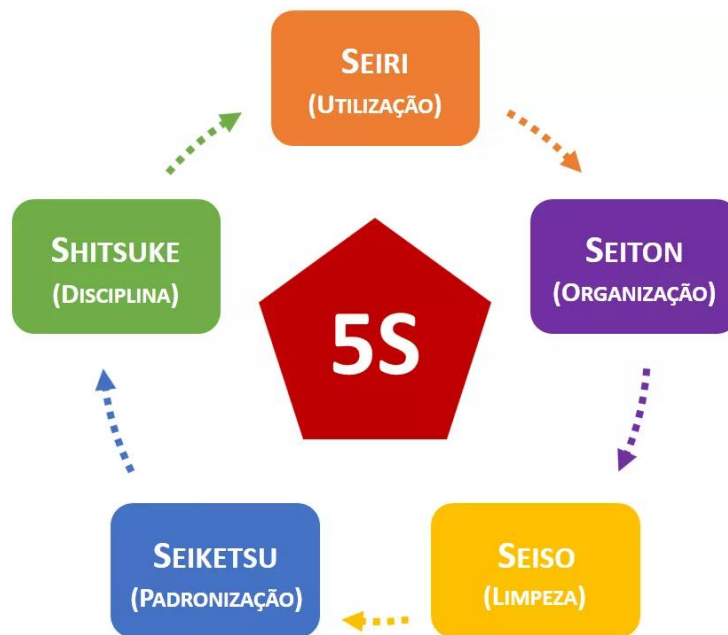 SEIRI
(UTILIZAÇÃO)
SEITON
(ORGANIZAÇÃO)
SEISO
(LIMPEZA)
SEIKETSU
(PADRONIZAÇÃO)
SHITSUKE
(DISCIPLINA)
5S